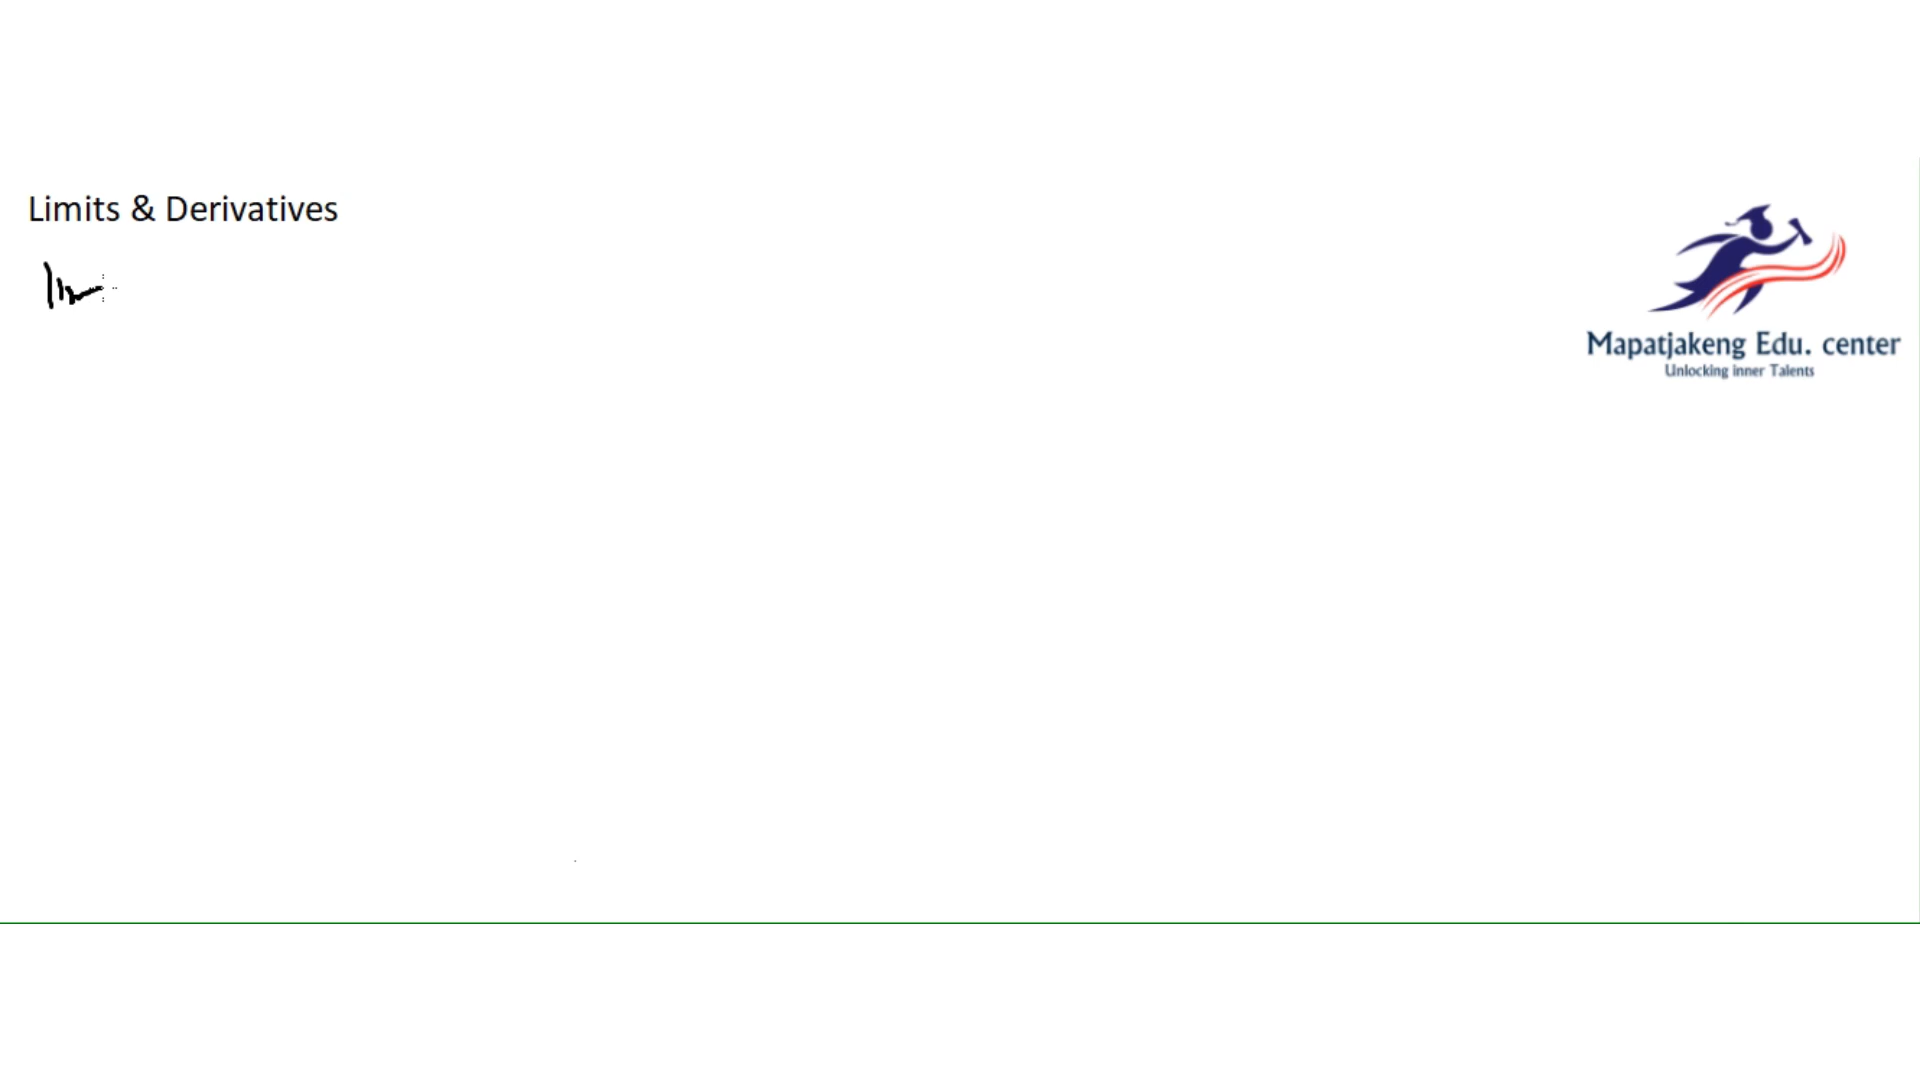 Limits & Derivatives
Mapatjakeng Edu. center
Unlocking inner Talents